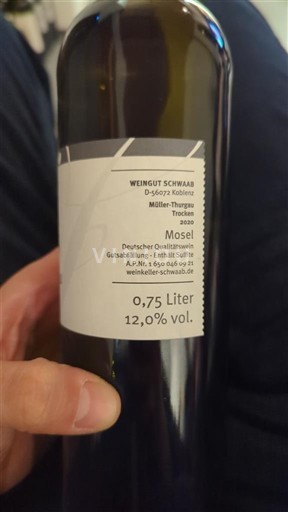 WEINGUT SCHWAAB
D-56072 Koblenz
Müller-Thurgau
Trocken
2020
Mosel
Deutscher Qualitätswein
Gutsabfüllung - Enthält Sulfite
A.P.Nr. 1 650 046 09 21
weinkeller-schwaab.de
0,75 Liter
12,0% vol.